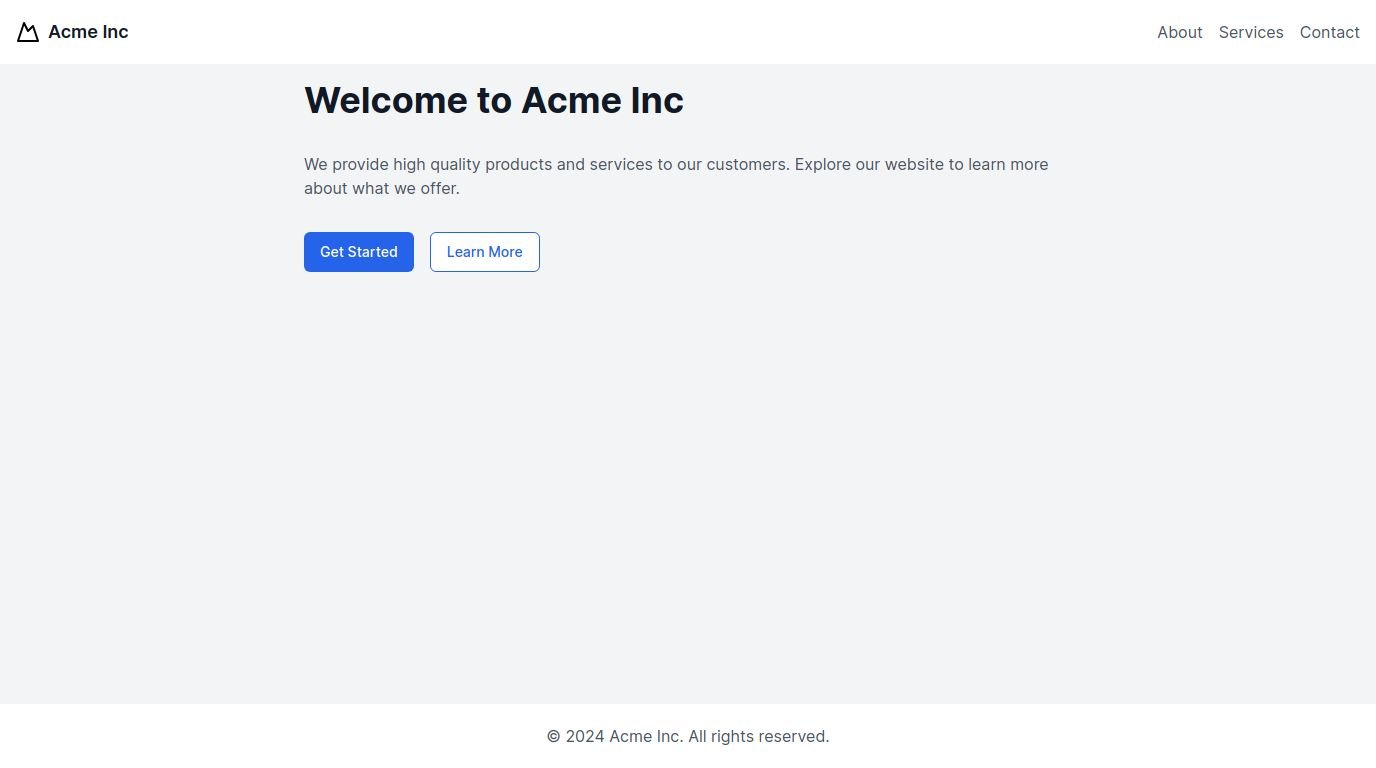 Acme Inc
About
Services
Contact
Welcome to Acme Inc
We provide high quality products and services to our customers. Explore our website to learn more
about what we offer.
Get Started
Learn More
© 2024 Acme Inc. All rights reserved.